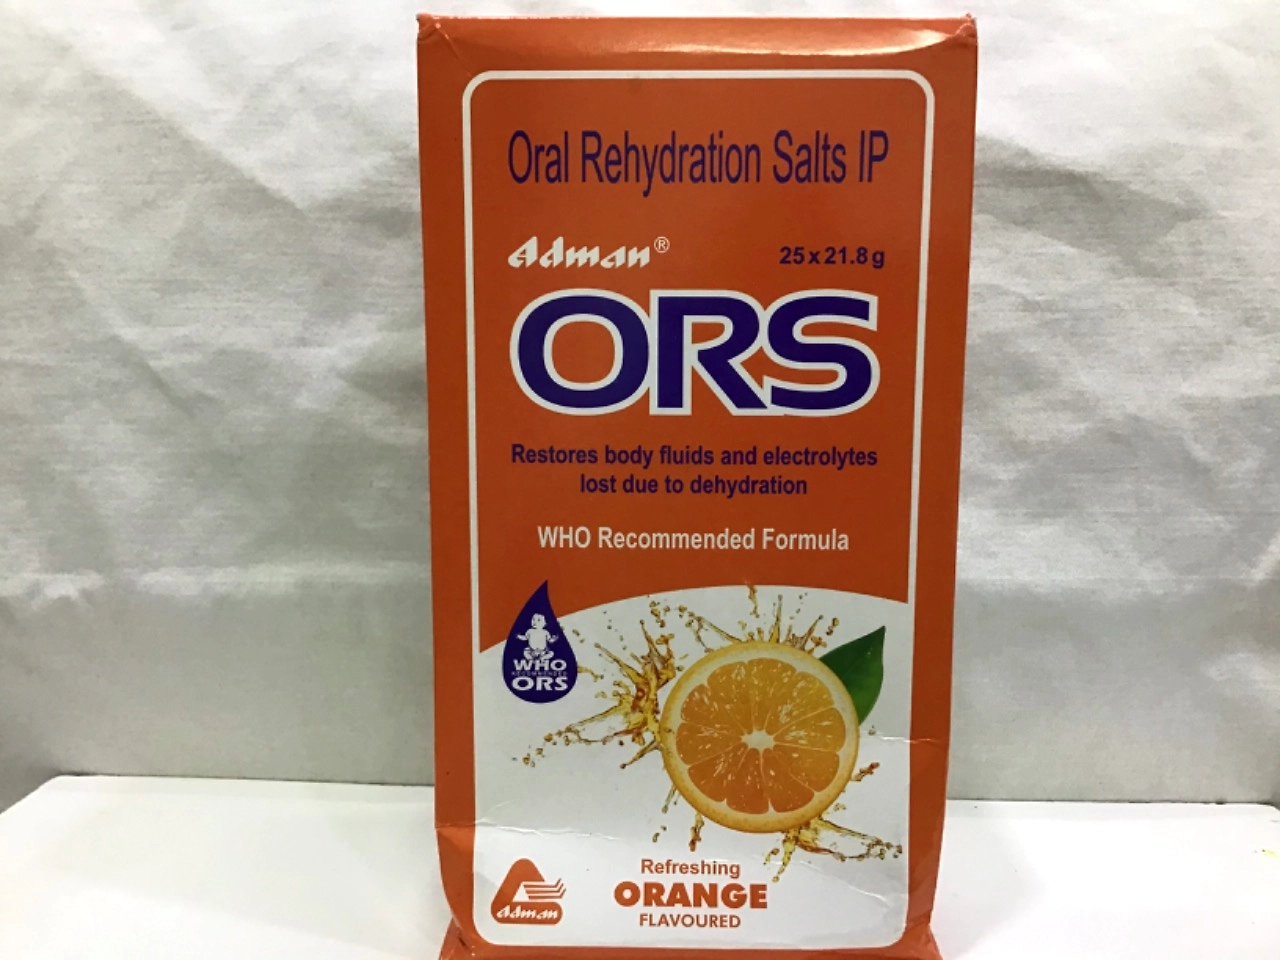 Oral Rehydration Salts IP
Adman®
25 x 21.8 g
ORS
Restores body fluids and electrolytes
lost due to dehydration
WHO Recommended Formula
WHO
RECOMMENDED
ORS
Refreshing
ORANGE
FLAVOURED
Adman